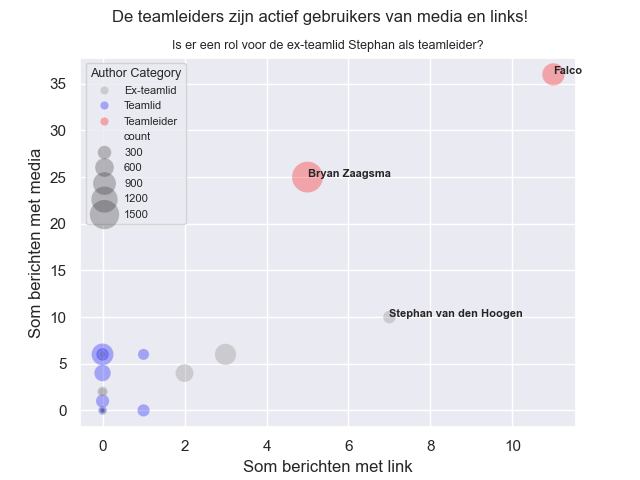 De teamleiders zijn actief gebruikers van media en links!
Is er een rol voor de ex-teamlid Stephan als teamleider?
Author Category
Ex-teamlid
Teamlid
Teamleider
count
300
600
900
1200
1500
Falco
Bryan Zaagsma
Stephan van den Hoogen
Som berichten met media
35
30
25
20
15
10
5
0
0 2 4 6 8 10
Som berichten met link